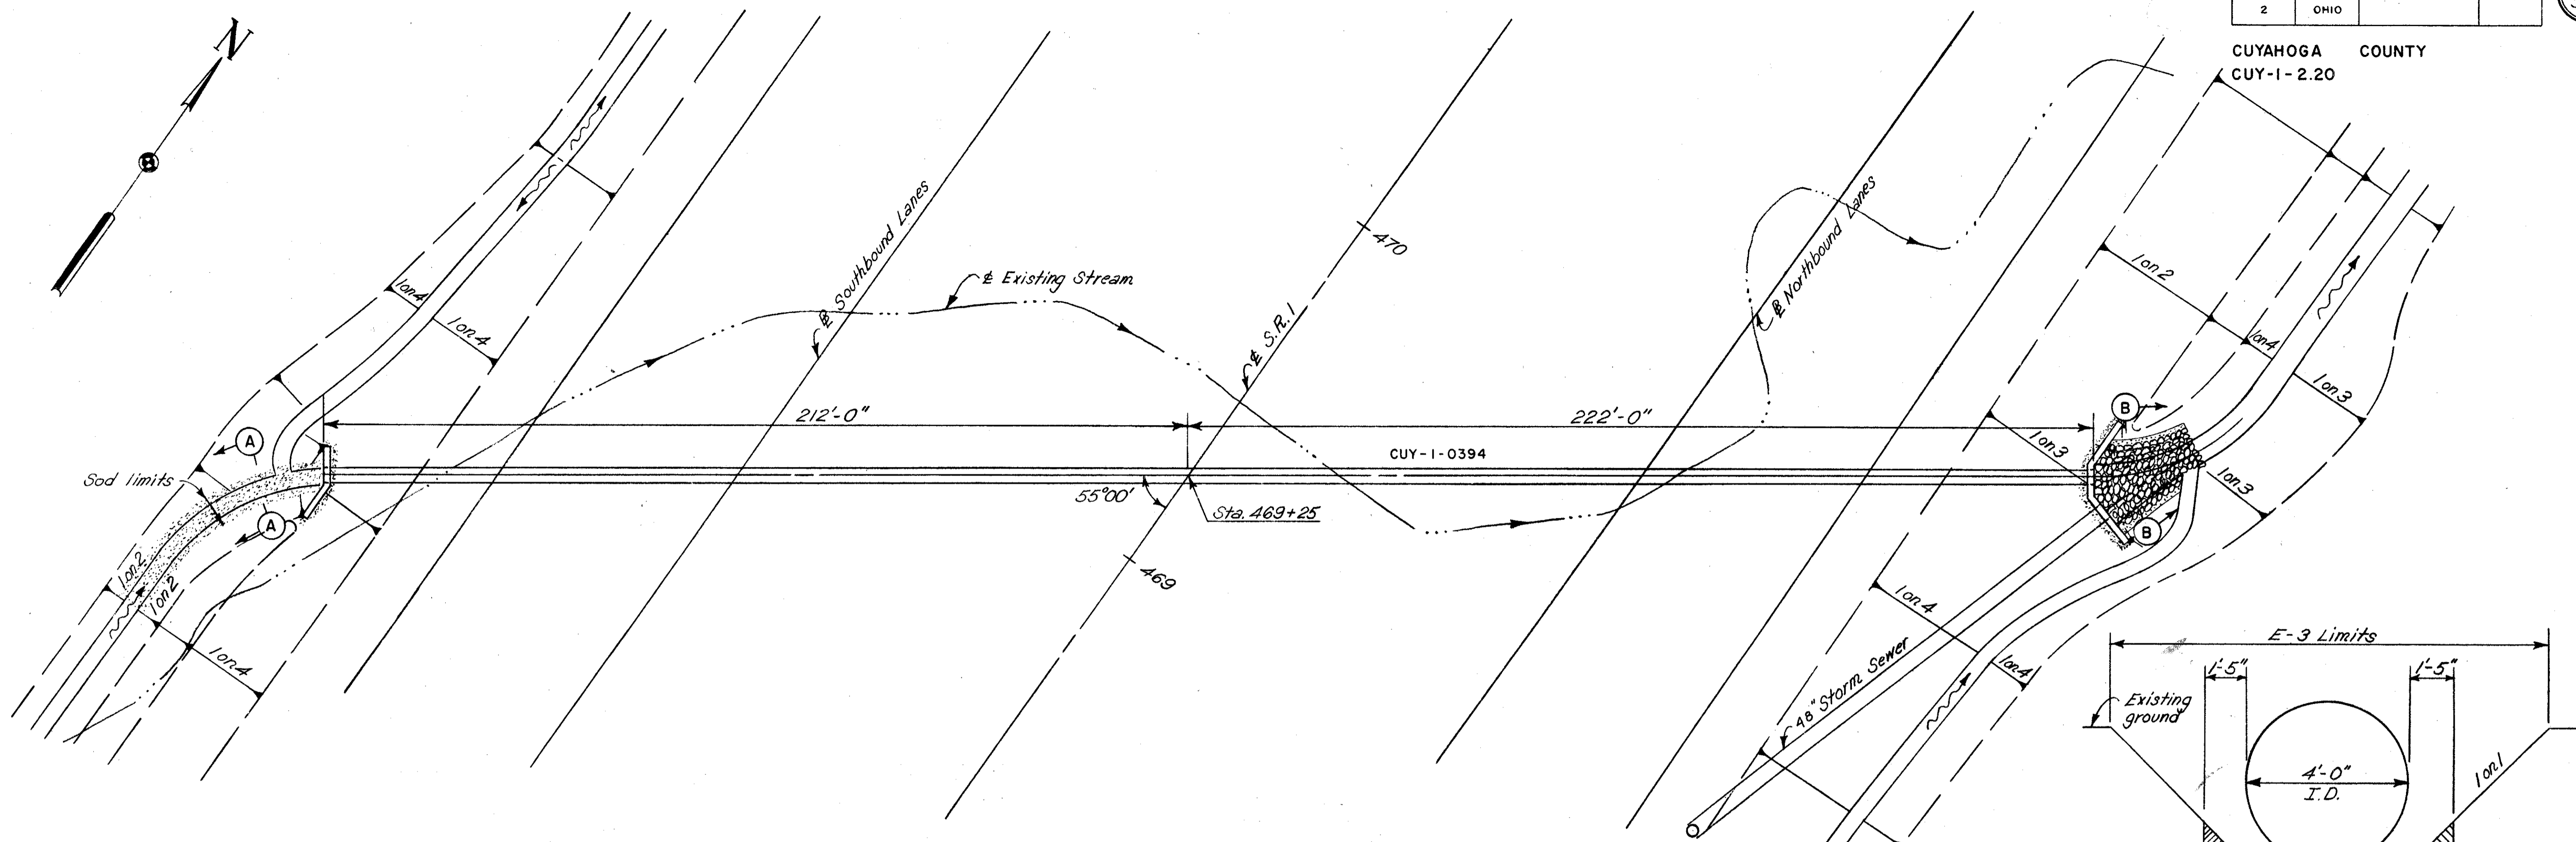 2 OHIO
CUYAHOGA COUNTY
CUY-1-2.20
N
1 on 4
1 on 4
℄ Existing Stream
Southbound Lanes
℄ S.R. 1
470
Northbound Lanes
1 on 2
1 on 4
1 on 3
212'-0"
222'-0"
CUY-1-0394
A
B
Sod limits
55°00'
Sta. 469+25
1 on 3
1 on 3
A
B
469
1 on 2
1 on 2
1 on 4
1 on 4
1 on 4
48" Storm Sewer
E-3 Limits
1'-5"
1'-5"
Existing
ground
4'-0"
I.D.
1 on 1